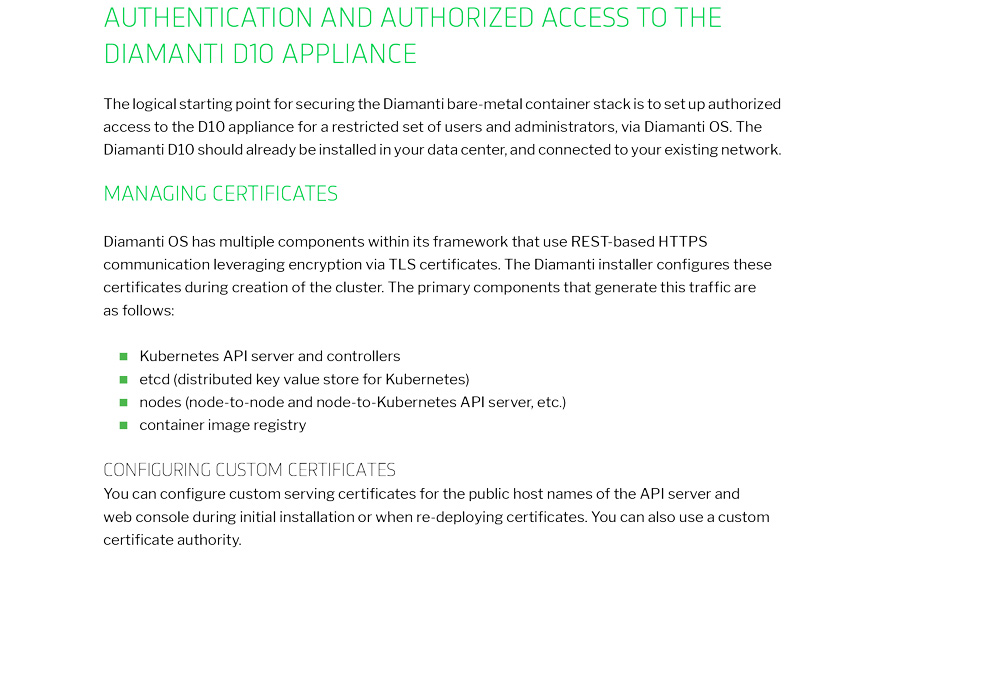 AUTHENTICATION AND AUTHORIZED ACCESS TO THE
DIAMANTI D10 APPLIANCE
The logical starting point for securing the Diamanti bare-metal container stack is to set up authorized
access to the D10 appliance for a restricted set of users and administrators, via Diamanti OS. The
Diamanti D10 should already be installed in your data center, and connected to your existing network.
MANAGING CERTIFICATES
Diamanti OS has multiple components within its framework that use REST-based HTTPS
communication leveraging encryption via TLS certificates. The Diamanti installer configures these
certificates during creation of the cluster. The primary components that generate this traffic are
as follows:
■ Kubernetes API server and controllers
■ etcd (distributed key value store for Kubernetes)
■ nodes (node-to-node and node-to-Kubernetes API server, etc.)
■ container image registry
CONFIGURING CUSTOM CERTIFICATES
You can configure custom serving certificates for the public host names of the API server and
web console during initial installation or when re-deploying certificates. You can also use a custom
certificate authority.